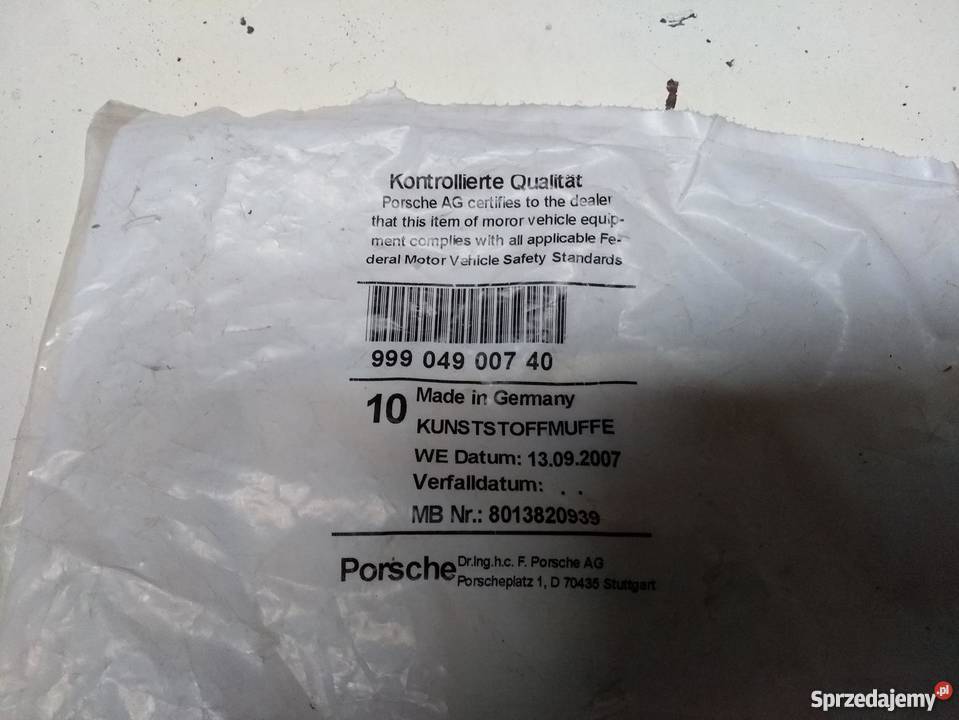 Kontrollierte Qualität
Porsche AG certifies to the dealer
that this item of moror vehicle equip-
ment complies with all applicable Fe-
deral Motor Vehicle Safety Standards
999 049 007 40
10
Made in Germany
KUNSTSTOFFMUFFE
WE Datum: 13.09.2007
Verfalldatum: . .
MB Nr.: 8013820939
Porsche
Dr.Ing.h.c. F. Porsche AG
Porscheplatz 1, D 70435 Stuttgart
Sprzedajemy.pl